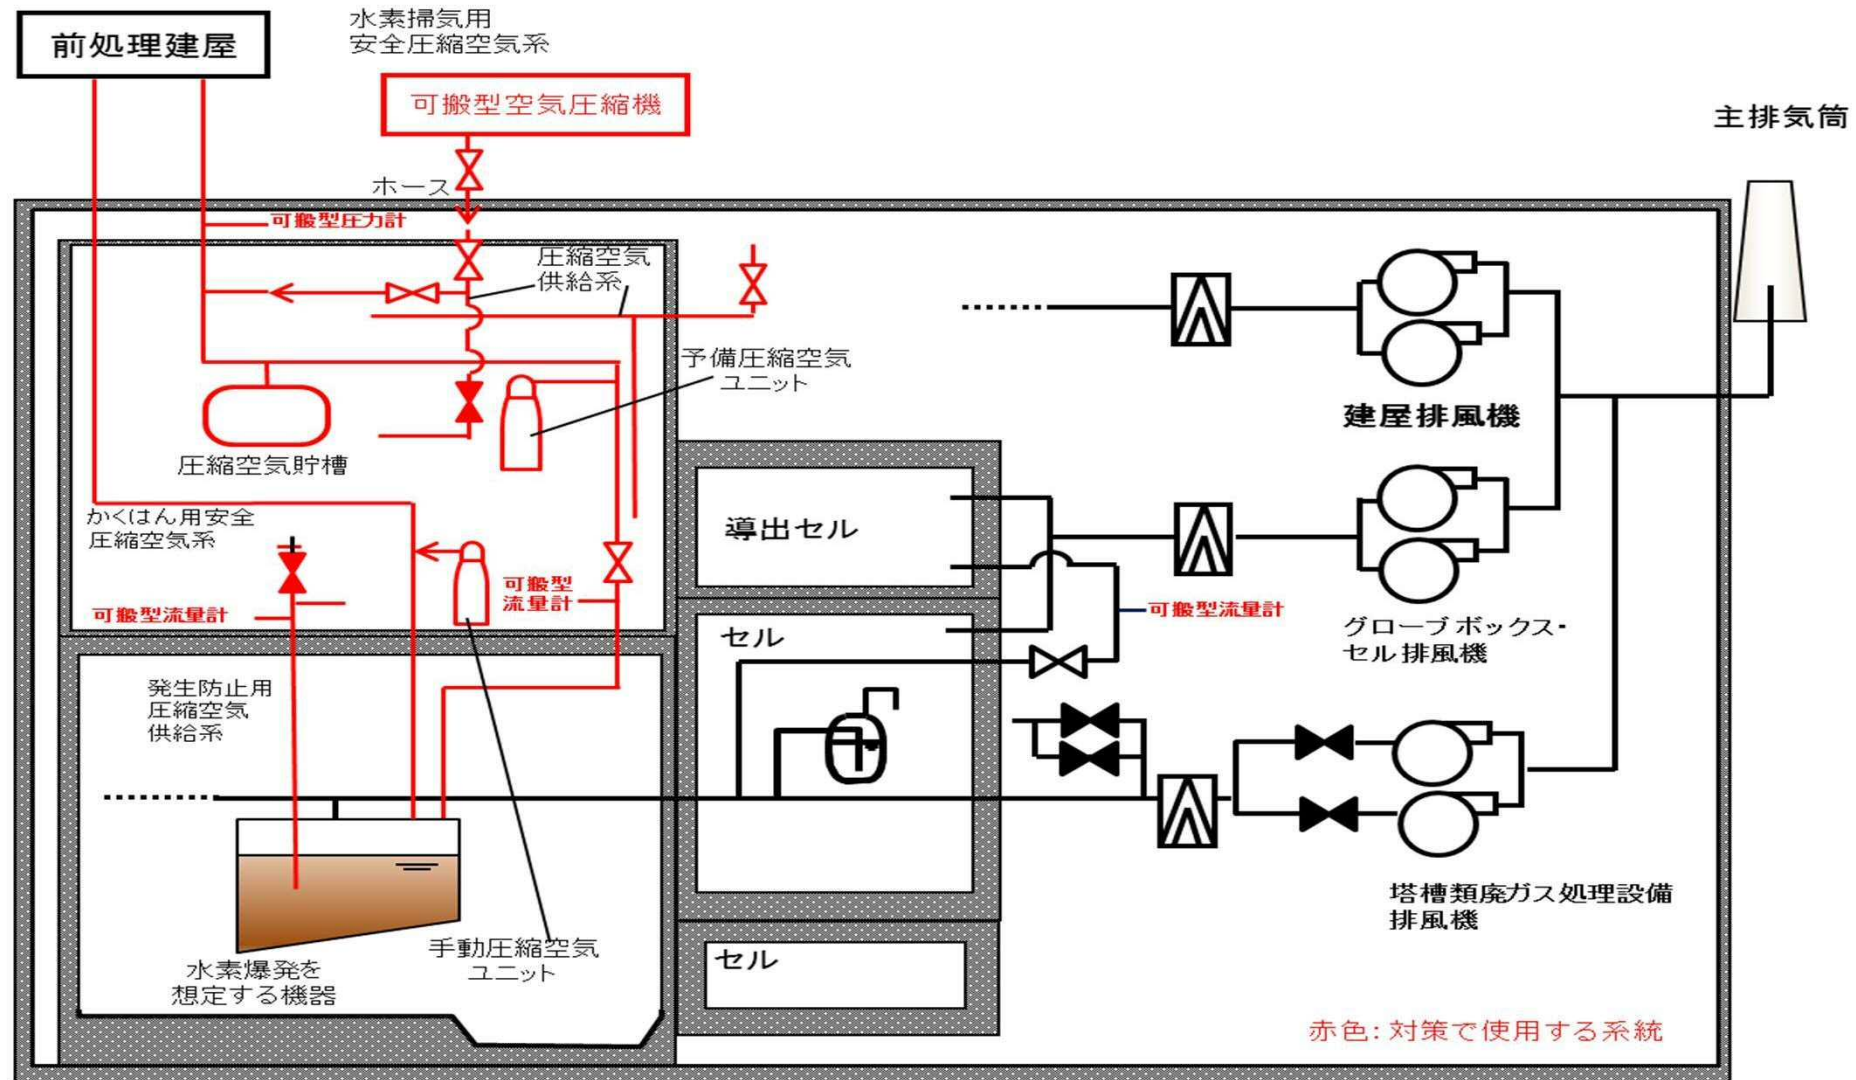 前処理建屋
水素掃気用
安全圧縮空気系
可搬型空気圧縮機
主排気筒
ホース
可搬型圧力計
圧縮空気
供給系
予備圧縮空気
ユニット
圧縮空気貯槽
建屋排風機
かくはん用安全
圧縮空気系
導出セル
可搬型
流量計
可搬型流量計
可搬型流量計
セル
グローブボックス・
セル排風機
発生防止用
圧縮空気
供給系
塔槽類廃ガス処理設備
排風機
手動圧縮空気
ユニット
セル
水素爆発を
想定する機器
赤色：対策で使用する系統